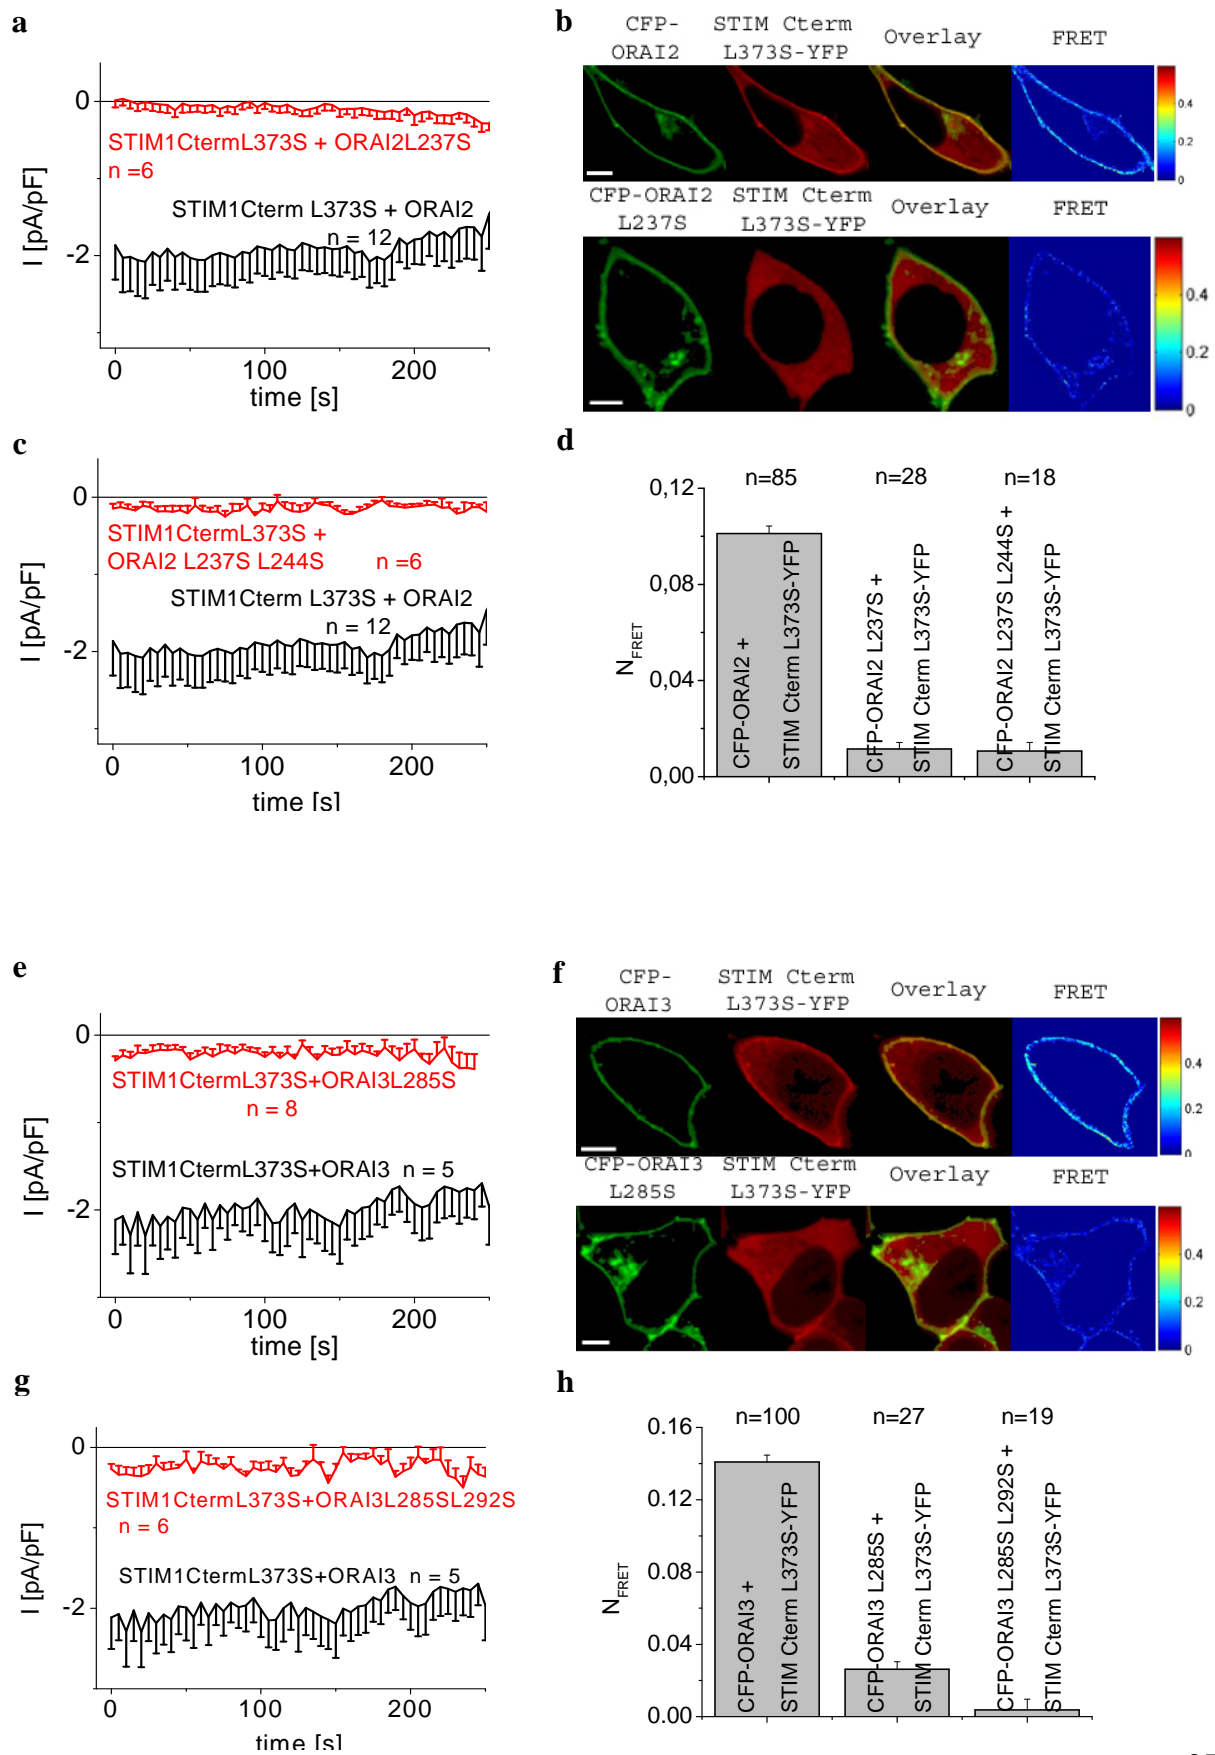 a
0
-2
I [pA/pF]
STIM1CtermL373S + ORAI2L237S
n =6
STIM1Cterm L373S + ORAI2
n = 12
0 100 200
time [s]
b
CFP-
ORAI2
STIM Cterm
L373S-YFP
Overlay
FRET
0.4
0.2
0
CFP-ORAI2
L237S
STIM Cterm
L373S-YFP
Overlay
FRET
0.4
0.2
0
c
0
-2
I [pA/pF]
STIM1CtermL373S +
ORAI2 L237S L244S n =6
STIM1Cterm L373S + ORAI2
n = 12
0 100 200
time [s]
d
n=85 n=28 n=18
0,12
0,08
0,04
0,00
NFRET
CFP-ORAI2 +
STIM Cterm L373S-YFP
CFP-ORAI2 L237S +
STIM Cterm L373S-YFP
CFP-ORAI2 L237S L244S +
STIM Cterm L373S-YFP
e
0
-2
I [pA/pF]
STIM1CtermL373S+ORAI3L285S
n = 8
STIM1CtermL373S+ORAI3 n = 5
0 100 200
time [s]
f
CFP-
ORAI3
STIM Cterm
L373S-YFP
Overlay
FRET
0.4
0.2
0
CFP-ORAI3
L285S
STIM Cterm
L373S-YFP
Overlay
FRET
0.4
0.2
0
g
0
-2
I [pA/pF]
STIM1CtermL373S+ORAI3L285SL292S
n = 6
STIM1CtermL373S+ORAI3 n = 5
0 100 200
time [s]
h
n=100 n=27 n=19
0.16
0.12
0.08
0.04
0.00
NFRET
CFP-ORAI3 +
STIM Cterm L373S-YFP
CFP-ORAI3 L285S +
STIM Cterm L373S-YFP
CFP-ORAI3 L285S L292S +
STIM Cterm L373S-YFP